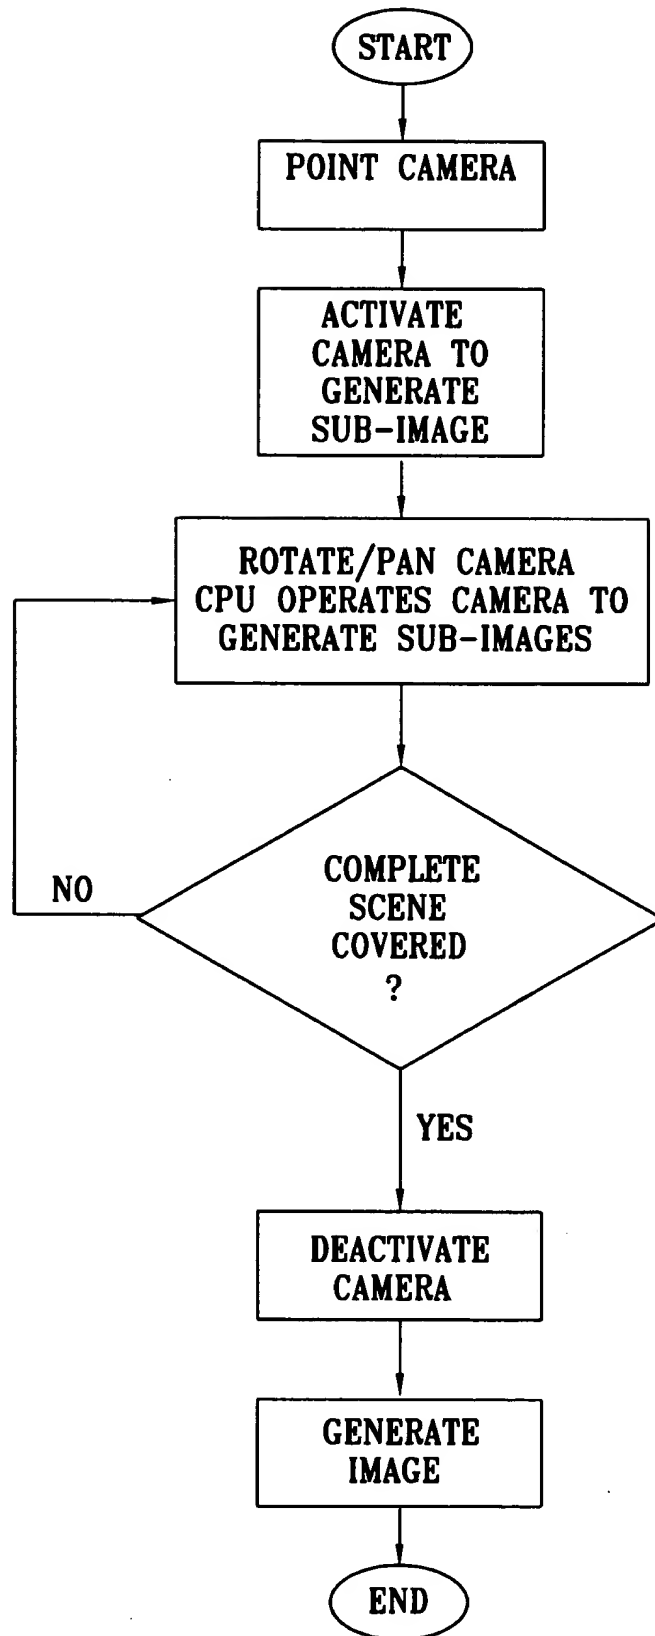 START
POINT CAMERA
ACTIVATE
CAMERA TO
GENERATE
SUB-IMAGE
ROTATE/PAN CAMERA
CPU OPERATES CAMERA TO
GENERATE SUB-IMAGES
COMPLETE
SCENE
COVERED
?
NO
YES
DEACTIVATE
CAMERA
GENERATE
IMAGE
END